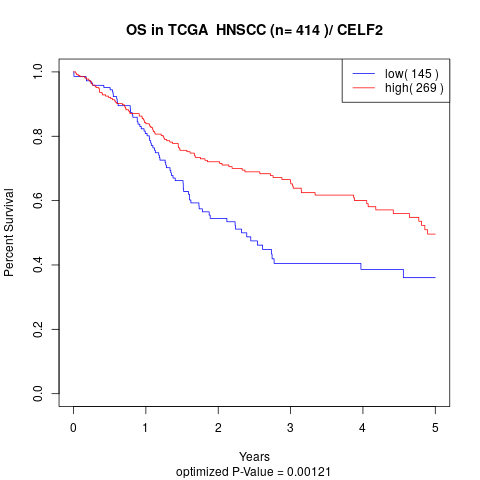 OS in TCGA  HNSCC (n= 414 )/ CELF2
low( 145 )
high( 269 )
Percent Survival
1.0
0.8
0.6
0.4
0.2
0.0
0 1 2 3 4 5
Years
optimized P-Value = 0.00121